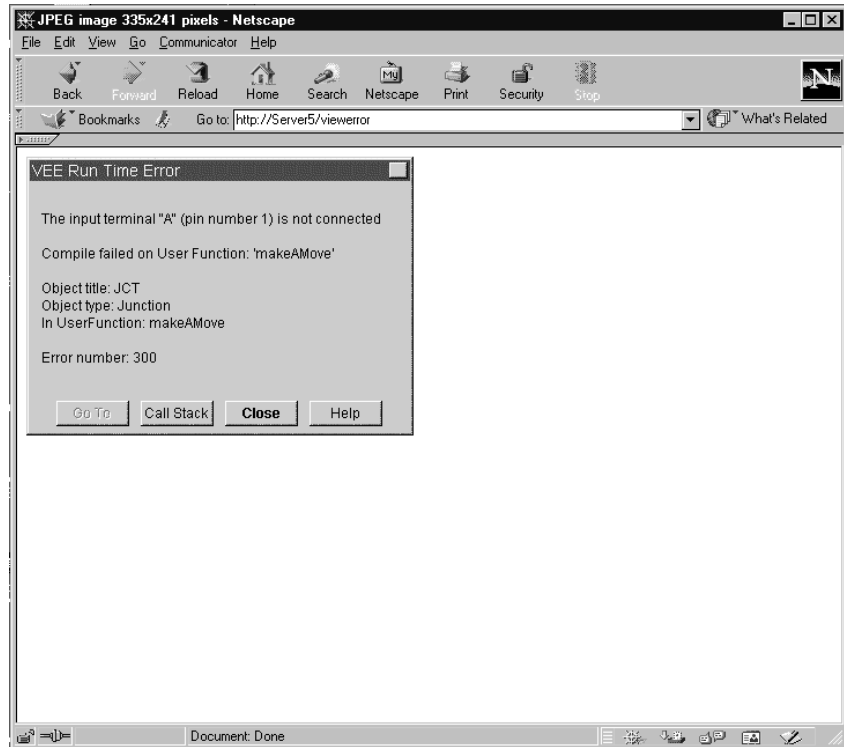 JPEG image 335x241 pixels - Netscape
File Edit View Go Communicator Help
Back Forward Reload Home Search Netscape Print Security Stop
My
N
Bookmarks Go to: http://Server5/viewerror What's Related
VEE Run Time Error
The input terminal "A" (pin number 1) is not connected
Compile failed on User Function: 'makeAMove'
Object title: JCT
Object type: Junction
In UserFunction: makeAMove
Error number: 300
Go To Call Stack Close Help
Document: Done